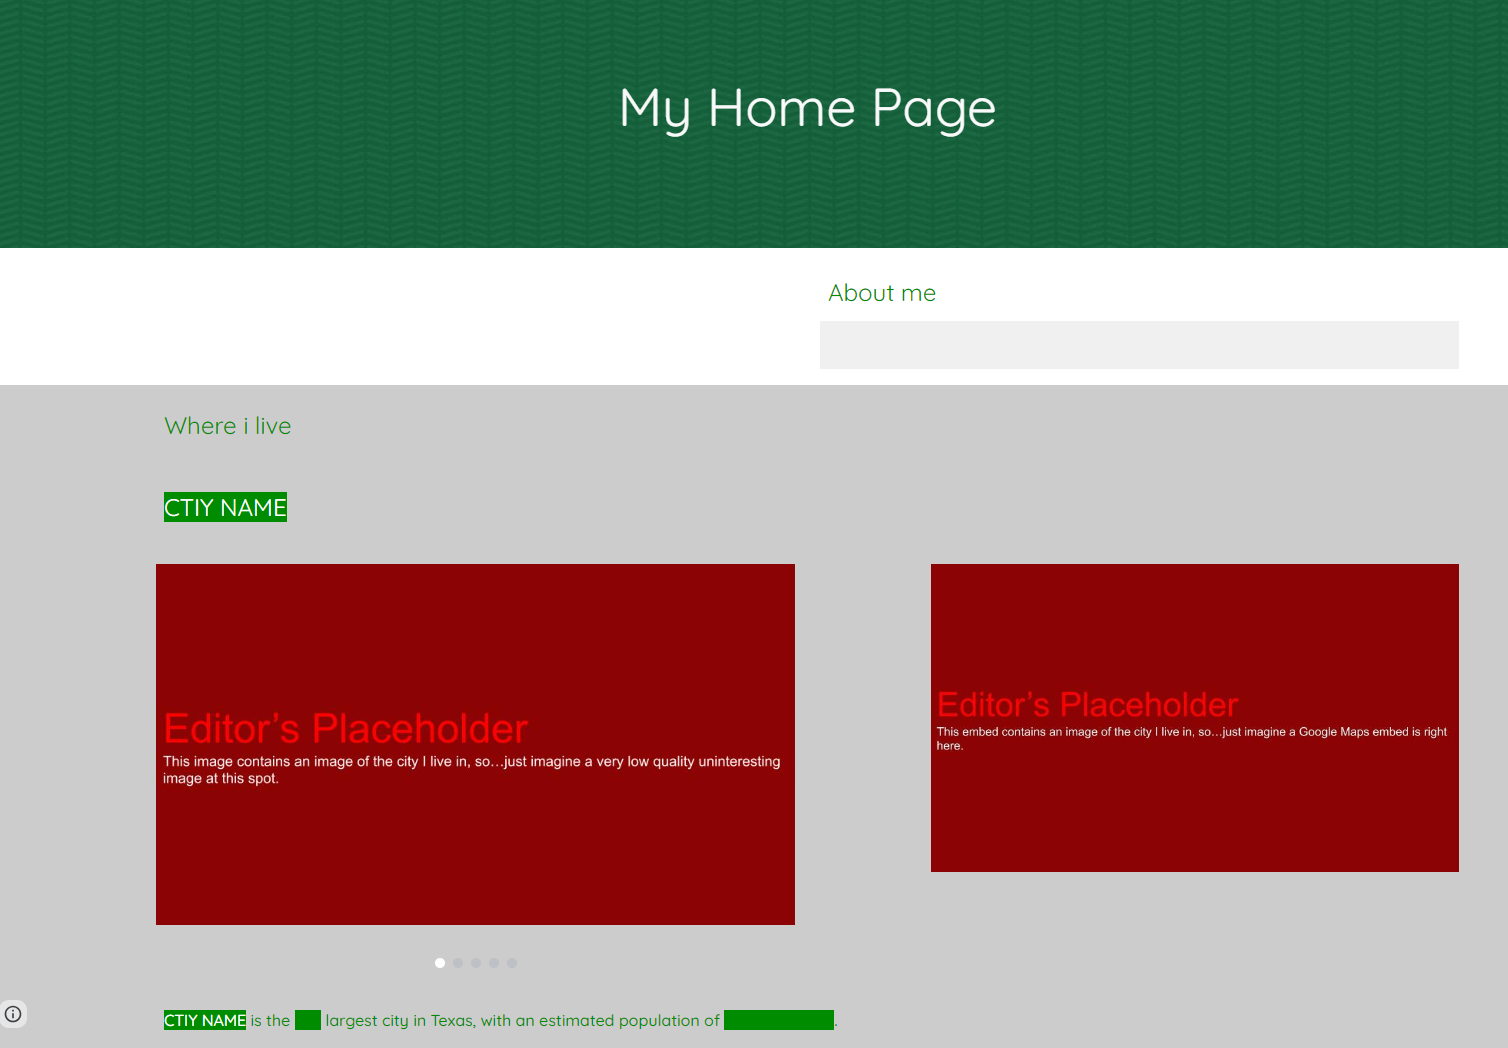 My Home Page
About me
Where i live
CTIY NAME
Editor’s Placeholder
This image contains an image of the city I live in, so…just imagine a very low quality uninteresting
image at this spot.
Editor’s Placeholder
This embed contains an image of the city I live in, so…just imagine a Google Maps embed is right
here.
CTIY NAME is the largest city in Texas, with an estimated population of .